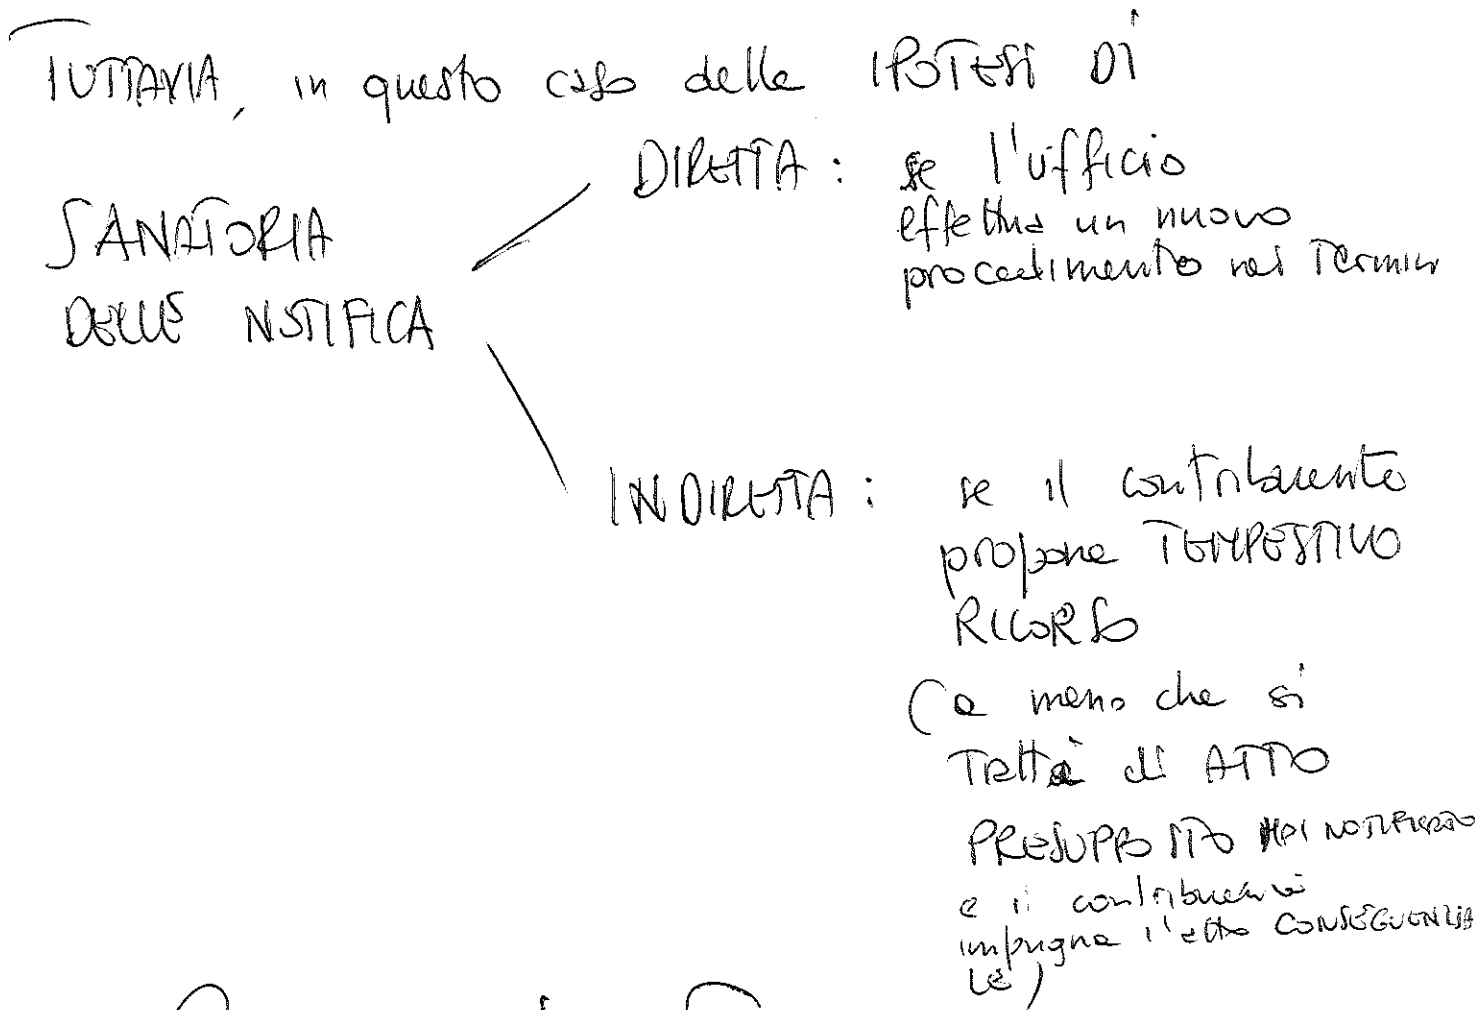 TUTTAVIA, in questo caso delle IPOTESI DI
SANATORIA
DELLE NOTIFICA
DIRETTA: se l'ufficio
effettua un nuovo
procedimento nei Termini
INDIRETTA: se il contribuente
propone TEMPESTIVO
RICORSO
(a meno che si
Tratta di ATTO
PRESUPPOSTO MAI NOTIFICATO
e il contribuente
impugna l'atto CONSEGUENZIA
LE)